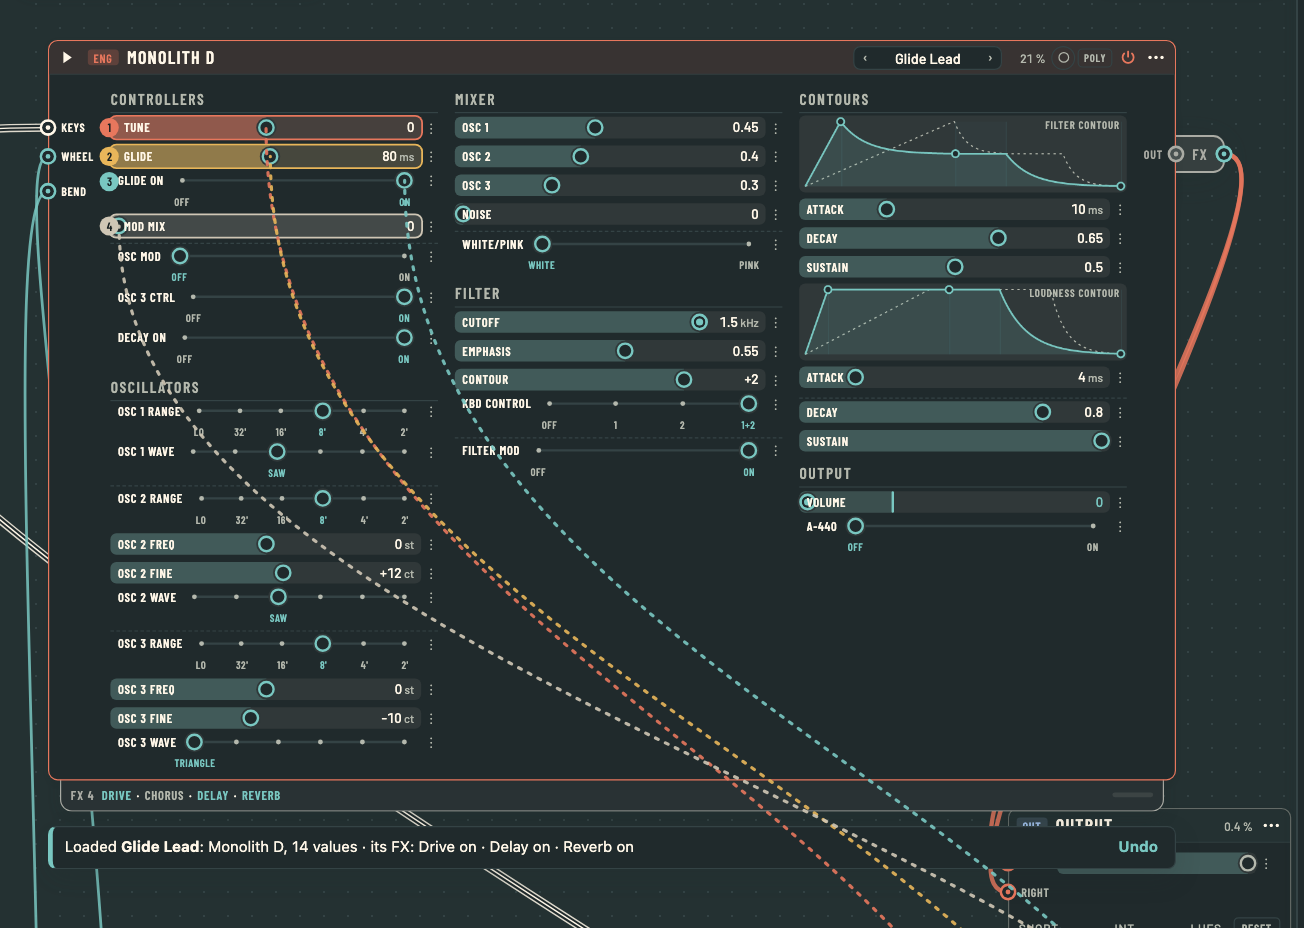 ENG MONOLITH D
‹ Glide Lead ›
21 % POLY
KEYS
WHEEL
BEND
CONTROLLERS
1 TUNE 0
2 GLIDE 80 ms
3 GLIDE ON
OFF ON
4 MOD MIX 0
OSC MOD
OFF ON
OSC 3 CTRL
OFF ON
DECAY ON
OFF ON
OSCILLATORS
OSC 1 RANGE
LO 32' 16' 8' 4' 2'
OSC 1 WAVE
SAW
OSC 2 RANGE
LO 32' 16' 8' 4' 2'
OSC 2 FREQ 0 st
OSC 2 FINE +12 ct
OSC 2 WAVE
SAW
OSC 3 RANGE
LO 32' 16' 8' 4' 2'
OSC 3 FREQ 0 st
OSC 3 FINE -10 ct
OSC 3 WAVE
TRIANGLE
MIXER
OSC 1 0.45
OSC 2 0.4
OSC 3 0.3
NOISE 0
WHITE/PINK
WHITE PINK
FILTER
CUTOFF 1.5 kHz
EMPHASIS 0.55
CONTOUR +2
KBD CONTROL
OFF 1 2 1+2
FILTER MOD
OFF ON
CONTOURS
FILTER CONTOUR
ATTACK 10 ms
DECAY 0.65
SUSTAIN 0.5
LOUDNESS CONTOUR
ATTACK 4 ms
DECAY 0.8
SUSTAIN
OUTPUT
VOLUME 0
A-440
OFF ON
OUT FX
FX 4 DRIVE · CHORUS · DELAY · REVERB
Loaded Glide Lead: Monolith D, 14 values · its FX: Drive on · Delay on · Reverb on
Undo
OUT OUTPUT 0.4 %
RIGHT
INT
RESET